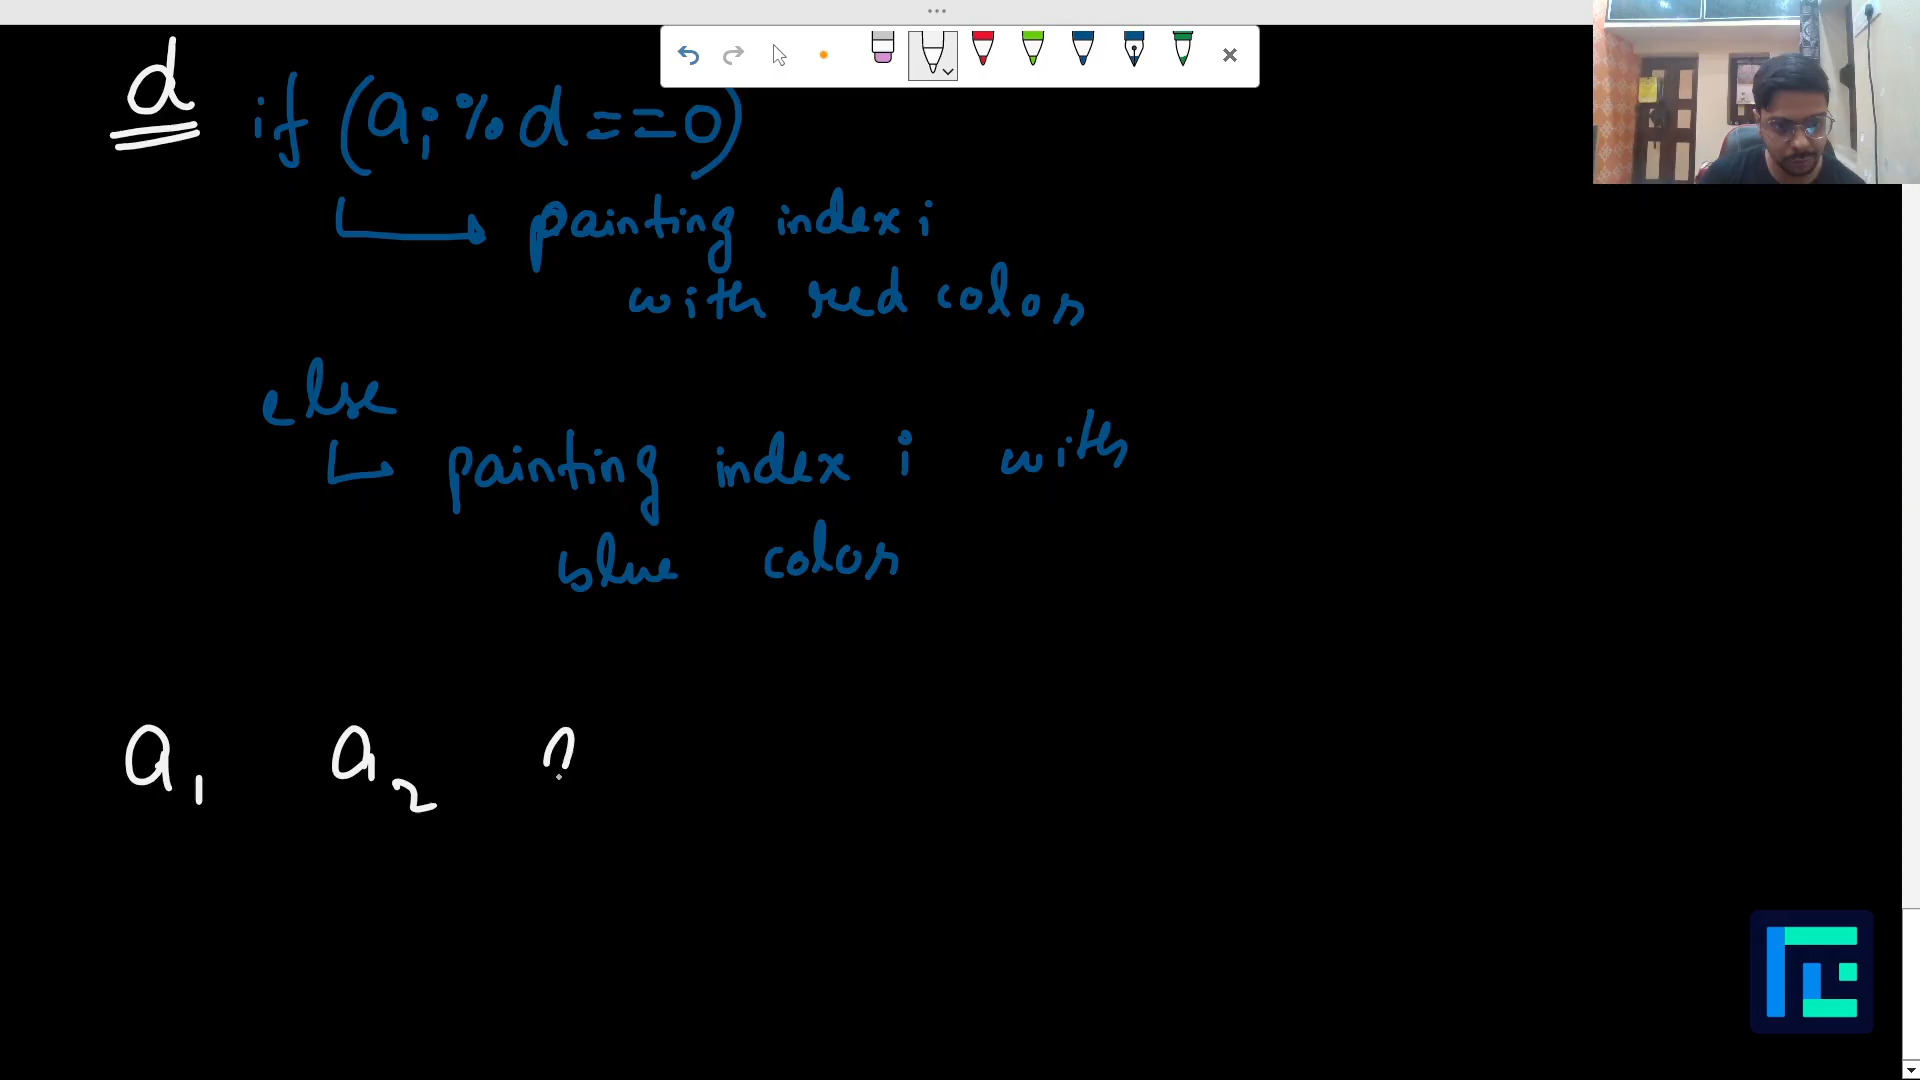 d if (ai % d == 0)
painting index i
with red color
else
painting index i with
blue color
a1 a2